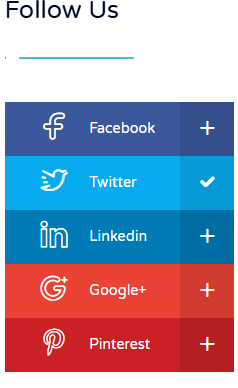 Follow Us
Facebook
Twitter
Linkedin
Google+
Pinterest